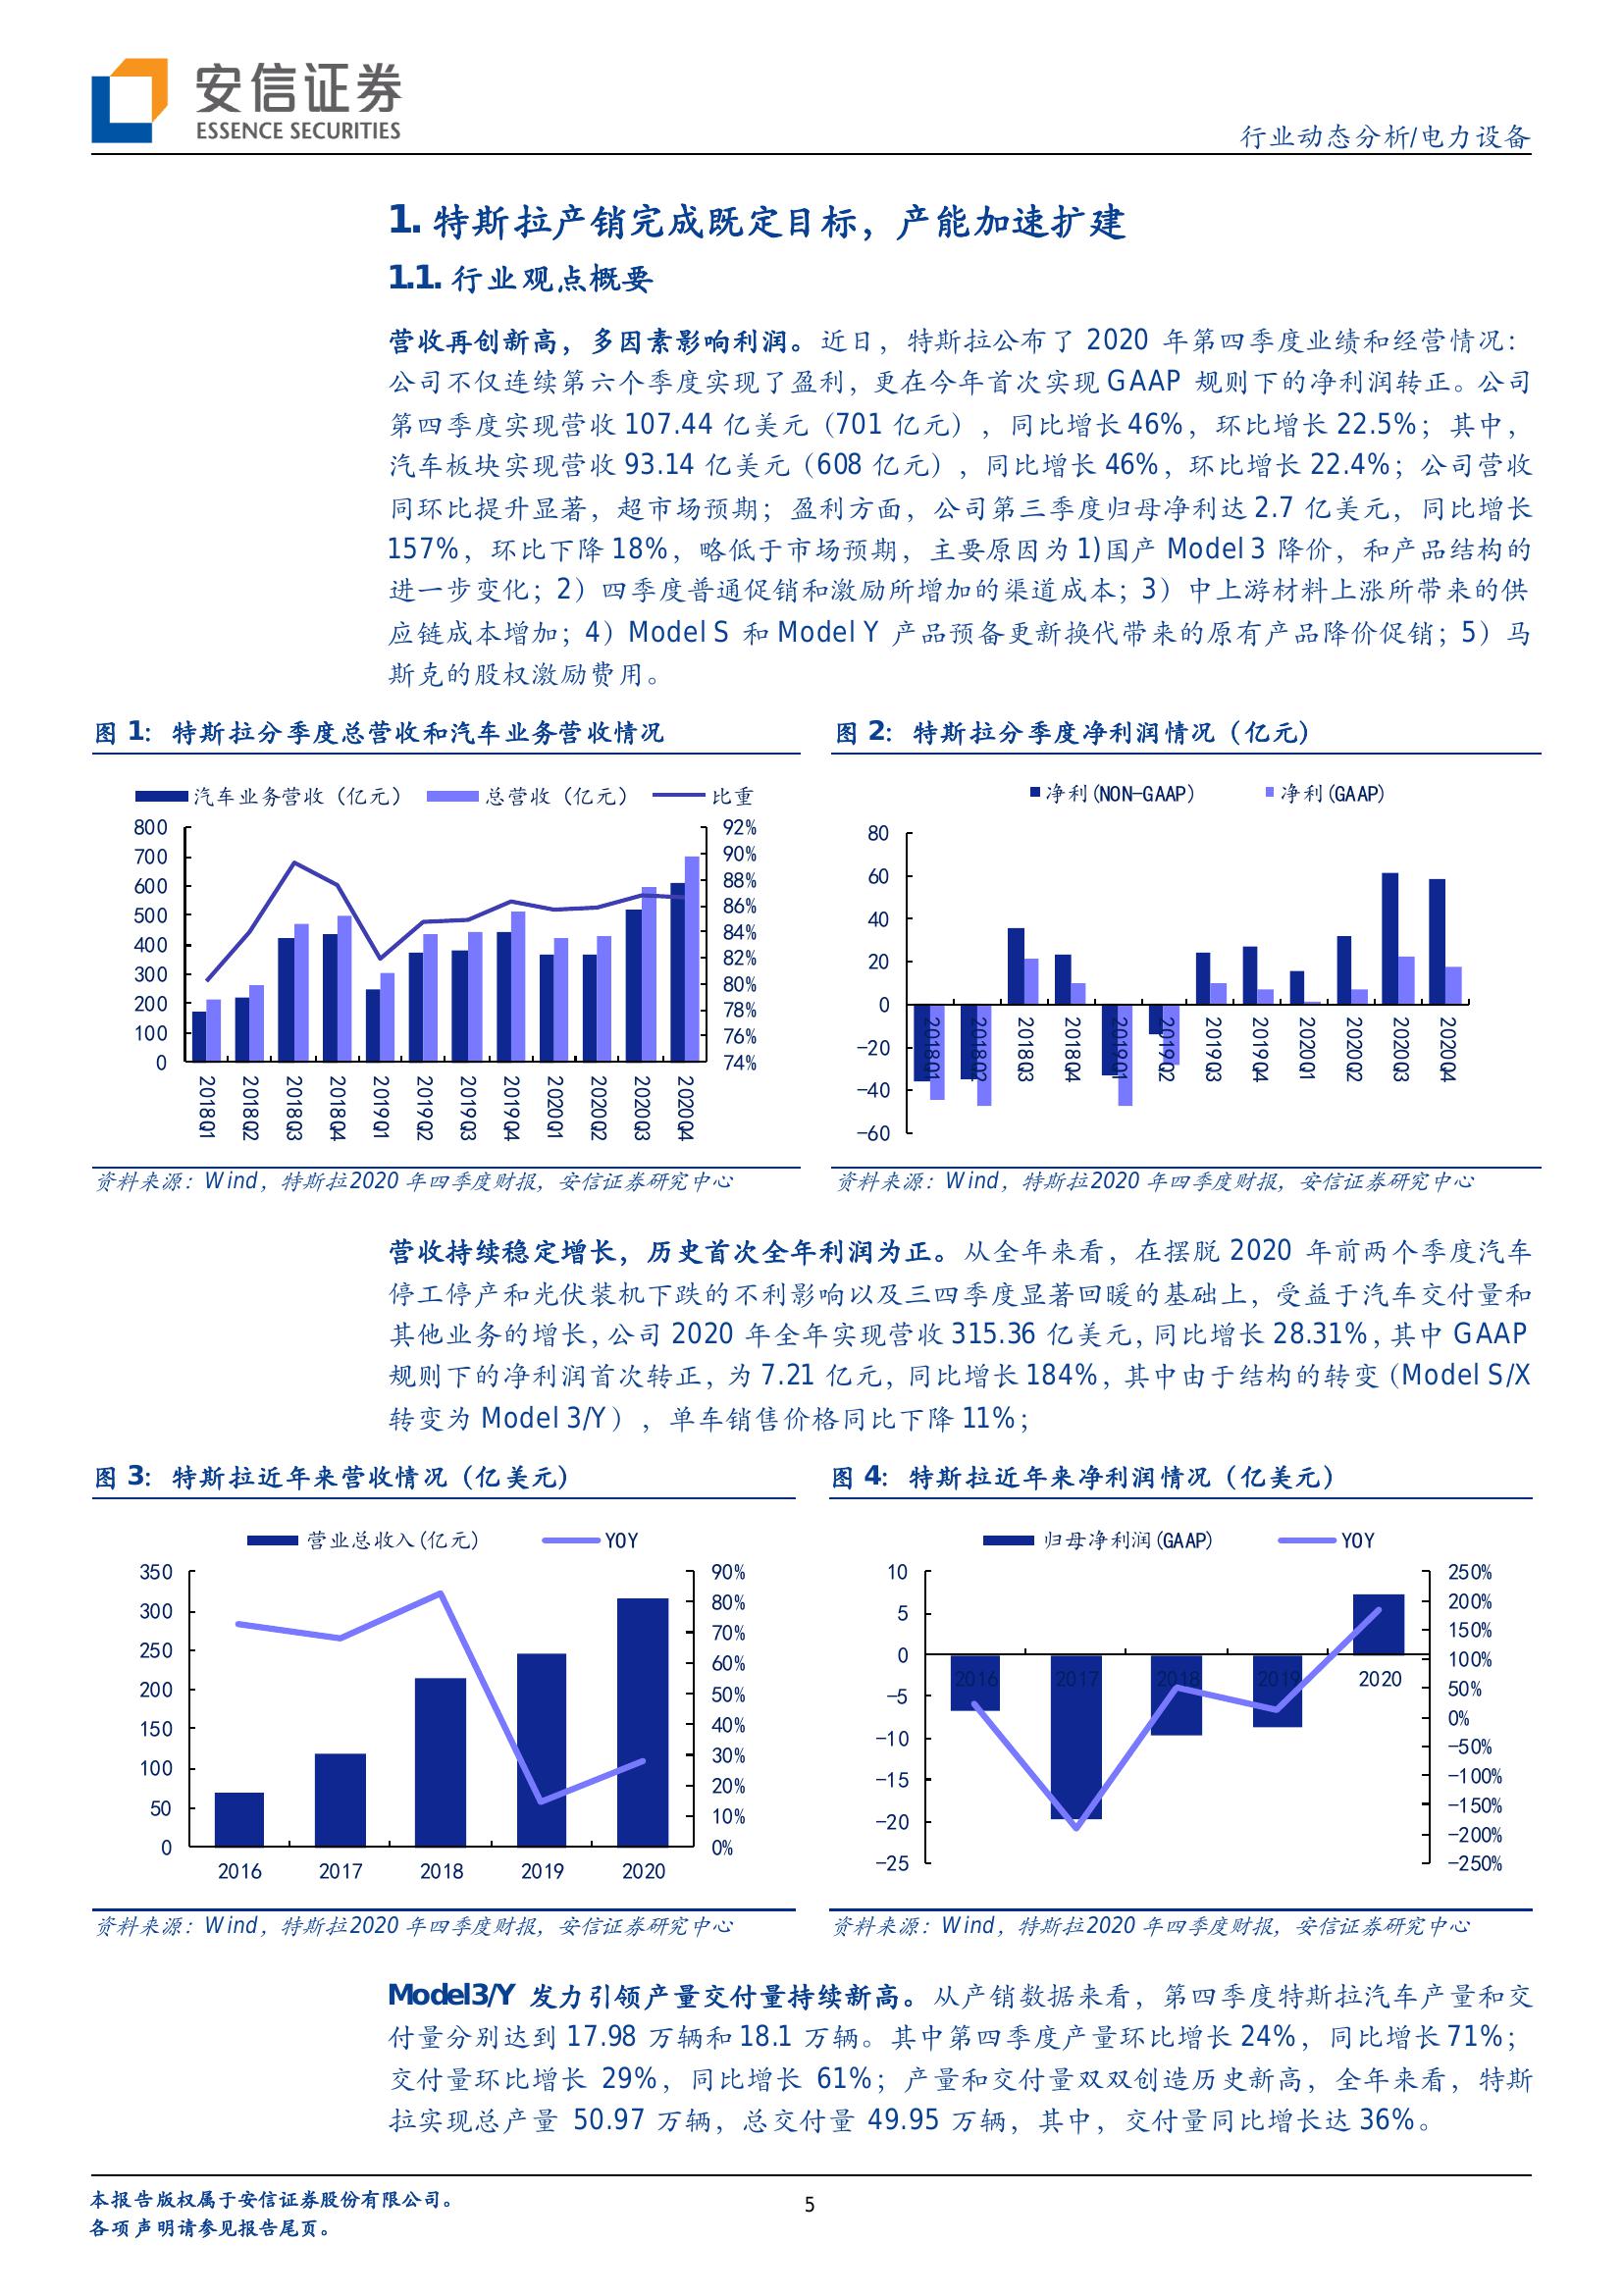 安信证券
ESSENCE SECURITIES
行业动态分析/电力设备
1. 特斯拉产销完成既定目标，产能加速扩建
1.1. 行业观点概要
营收再创新高，多因素影响利润。近日，特斯拉公布了 2020 年第四季度业绩和经营情况：
公司不仅连续第六个季度实现了盈利，更在今年首次实现 GAAP 规则下的净利润转正。公司
第四季度实现营收 107.44 亿美元（701 亿元），同比增长 46%，环比增长 22.5%；其中，
汽车板块实现营收 93.14 亿美元（608 亿元），同比增长 46%，环比增长 22.4%；公司营收
同环比提升显著，超市场预期；盈利方面，公司第三季度归母净利达 2.7 亿美元，同比增长
157%，环比下降 18%，略低于市场预期，主要原因为 1)国产 Model 3 降价，和产品结构的
进一步变化；2）四季度普通促销和激励所增加的渠道成本；3）中上游材料上涨所带来的供
应链成本增加；4）Model S 和 Model Y 产品预备更新换代带来的原有产品降价促销；5）马
斯克的股权激励费用。
图 1：特斯拉分季度总营收和汽车业务营收情况
汽车业务营收（亿元） 总营收（亿元） 比重
800
700
600
500
400
300
200
100
0
92%
90%
88%
86%
84%
82%
80%
78%
76%
74%
2018Q1
2018Q2
2018Q3
2018Q4
2019Q1
2019Q2
2019Q3
2019Q4
2020Q1
2020Q2
2020Q3
2020Q4
资料来源：Wind，特斯拉2020 年四季度财报，安信证券研究中心
图 2：特斯拉分季度净利润情况（亿元）
净利(NON-GAAP) 净利(GAAP)
80
60
40
20
0
-20
-40
-60
2018Q1
2018Q2
2018Q3
2018Q4
2019Q1
2019Q2
2019Q3
2019Q4
2020Q1
2020Q2
2020Q3
2020Q4
资料来源：Wind，特斯拉2020 年四季度财报，安信证券研究中心
营收持续稳定增长，历史首次全年利润为正。从全年来看，在摆脱 2020 年前两个季度汽车
停工停产和光伏装机下跌的不利影响以及三四季度显著回暖的基础上，受益于汽车交付量和
其他业务的增长，公司 2020 年全年实现营收 315.36 亿美元，同比增长 28.31%，其中 GAAP
规则下的净利润首次转正，为 7.21 亿元，同比增长 184%，其中由于结构的转变（Model S/X
转变为 Model 3/Y），单车销售价格同比下降 11%；
图 3：特斯拉近年来营收情况（亿美元）
营业总收入(亿元) YOY
350
300
250
200
150
100
50
0
90%
80%
70%
60%
50%
40%
30%
20%
10%
0%
2016 2017 2018 2019 2020
资料来源：Wind，特斯拉2020 年四季度财报，安信证券研究中心
图 4：特斯拉近年来净利润情况（亿美元）
归母净利润(GAAP) YOY
10
5
0
-5
-10
-15
-20
-25
250%
200%
150%
100%
50%
0%
-50%
-100%
-150%
-200%
-250%
2016 2017 2018 2019 2020
资料来源：Wind，特斯拉2020 年四季度财报，安信证券研究中心
Model3/Y 发力引领产量交付量持续新高。从产销数据来看，第四季度特斯拉汽车产量和交
付量分别达到 17.98 万辆和 18.1 万辆。其中第四季度产量环比增长 24%，同比增长 71%；
交付量环比增长 29%，同比增长 61%；产量和交付量双双创造历史新高，全年来看，特斯
拉实现总产量 50.97 万辆，总交付量 49.95 万辆，其中，交付量同比增长达 36%。
本报告版权属于安信证券股份有限公司。
各项声明请参见报告尾页。
5